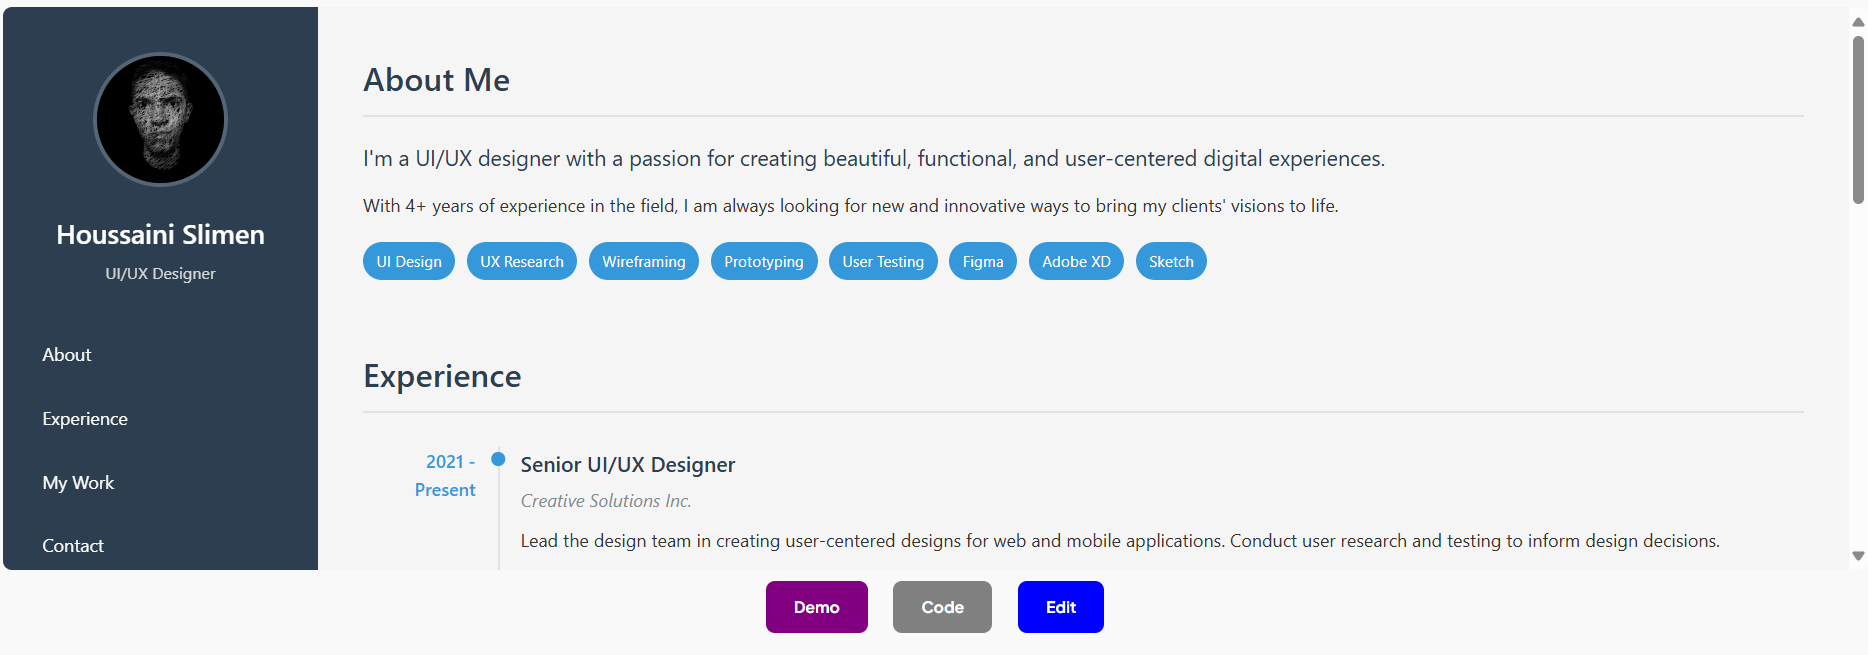 Houssaini Slimen
UI/UX Designer
About
Experience
My Work
Contact
About Me
I'm a UI/UX designer with a passion for creating beautiful, functional, and user-centered digital experiences.
With 4+ years of experience in the field, I am always looking for new and innovative ways to bring my clients' visions to life.
UI Design UX Research Wireframing Prototyping User Testing Figma Adobe XD Sketch
Experience
2021 -
Present
Senior UI/UX Designer
Creative Solutions Inc.
Lead the design team in creating user-centered designs for web and mobile applications. Conduct user research and testing to inform design decisions.
Demo Code Edit